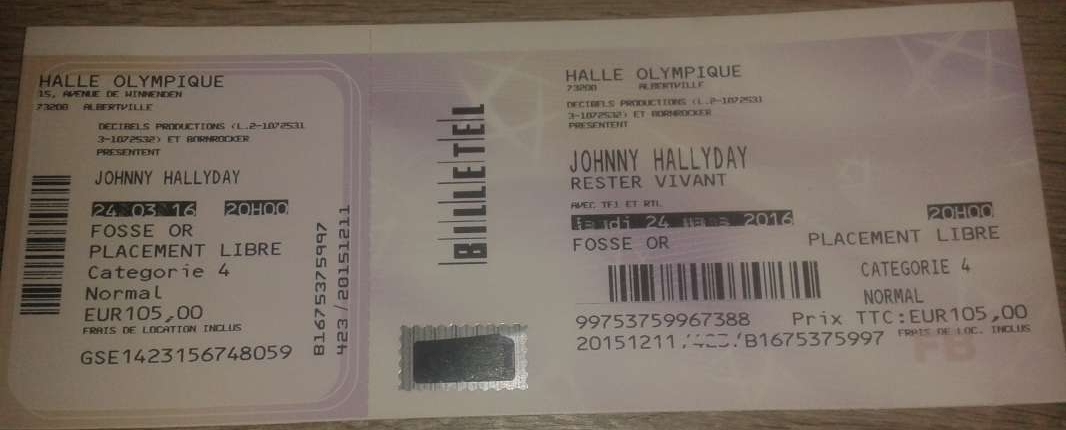 HALLE OLYMPIQUE
15, AVENUE DE WINNENDEN
73200 ALBERTVILLE
DECIBELS PRODUCTIONS (L.2-1072531
3-1072532) ET BORNROCKER
PRESENTENT
JOHNNY HALLYDAY
24 03 16 20H00
FOSSE OR
PLACEMENT LIBRE
Categorie 4
Normal
EUR105,00
FRAIS DE LOCATION INCLUS
GSE1423156748059
B1675375997
423/20151211
BILLETEL
HALLE OLYMPIQUE
73200 ALBERTVILLE
DECIBELS PRODUCTIONS (L.2-1072531
3-1072532) ET BORNROCKER
PRESENTENT
JOHNNY HALLYDAY
RESTER VIVANT
AVEC TF1 ET RTL
jeudi 24 mars 2016 20H00
FOSSE OR PLACEMENT LIBRE
CATEGORIE 4
NORMAL
99753759967388 Prix TTC:EUR105,00
20151211/423/B1675375997 FRAIS DE LOC. INCLUS
FB